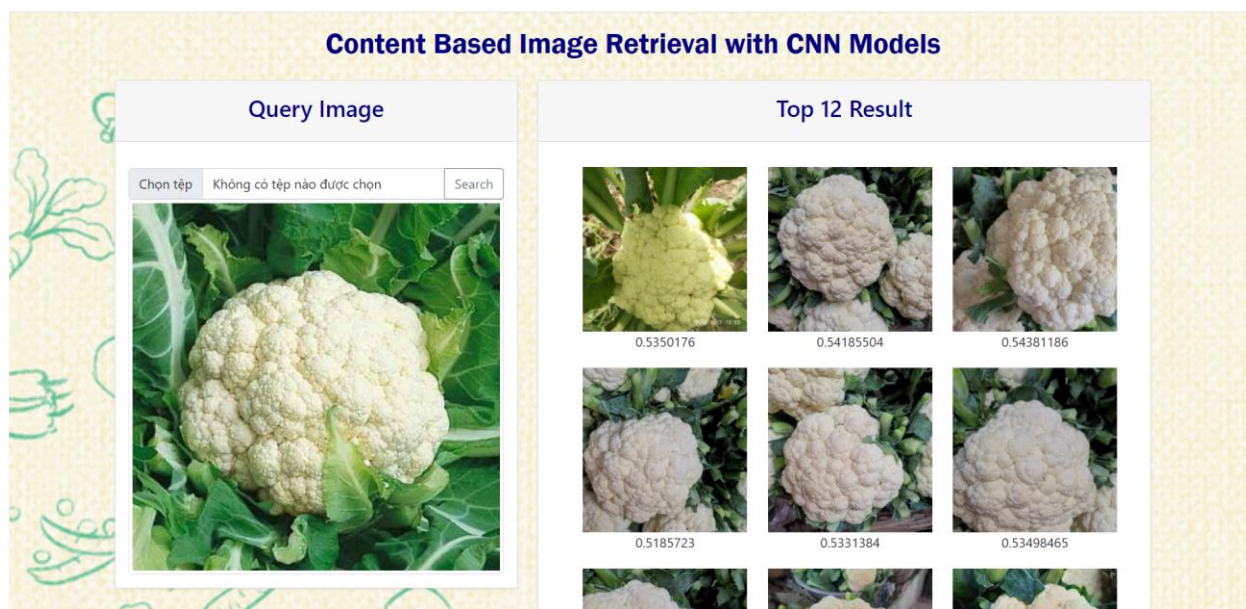 Content Based Image Retrieval with CNN Models
Query Image
Chọn tệp Không có tệp nào được chọn Search
Top 12 Result
0.5350176 0.54185504 0.54381186
0.5185723 0.5331384 0.53498465